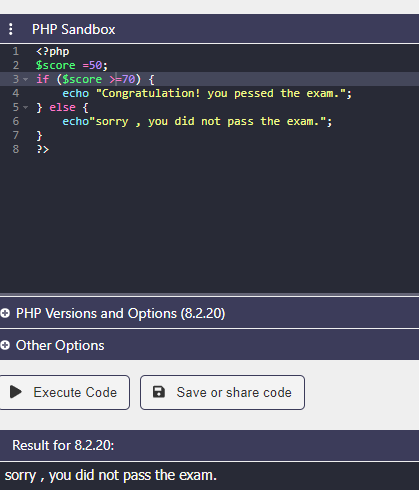 PHP Sandbox
1 <?php
2 $score =50;
3 if ($score >=70) {
4 echo "Congratulation! you pessed the exam.";
5 } else {
6 echo"sorry , you did not pass the exam.";
7 }
8 ?>
PHP Versions and Options (8.2.20)
Other Options
Execute Code
Save or share code
Result for 8.2.20:
sorry , you did not pass the exam.